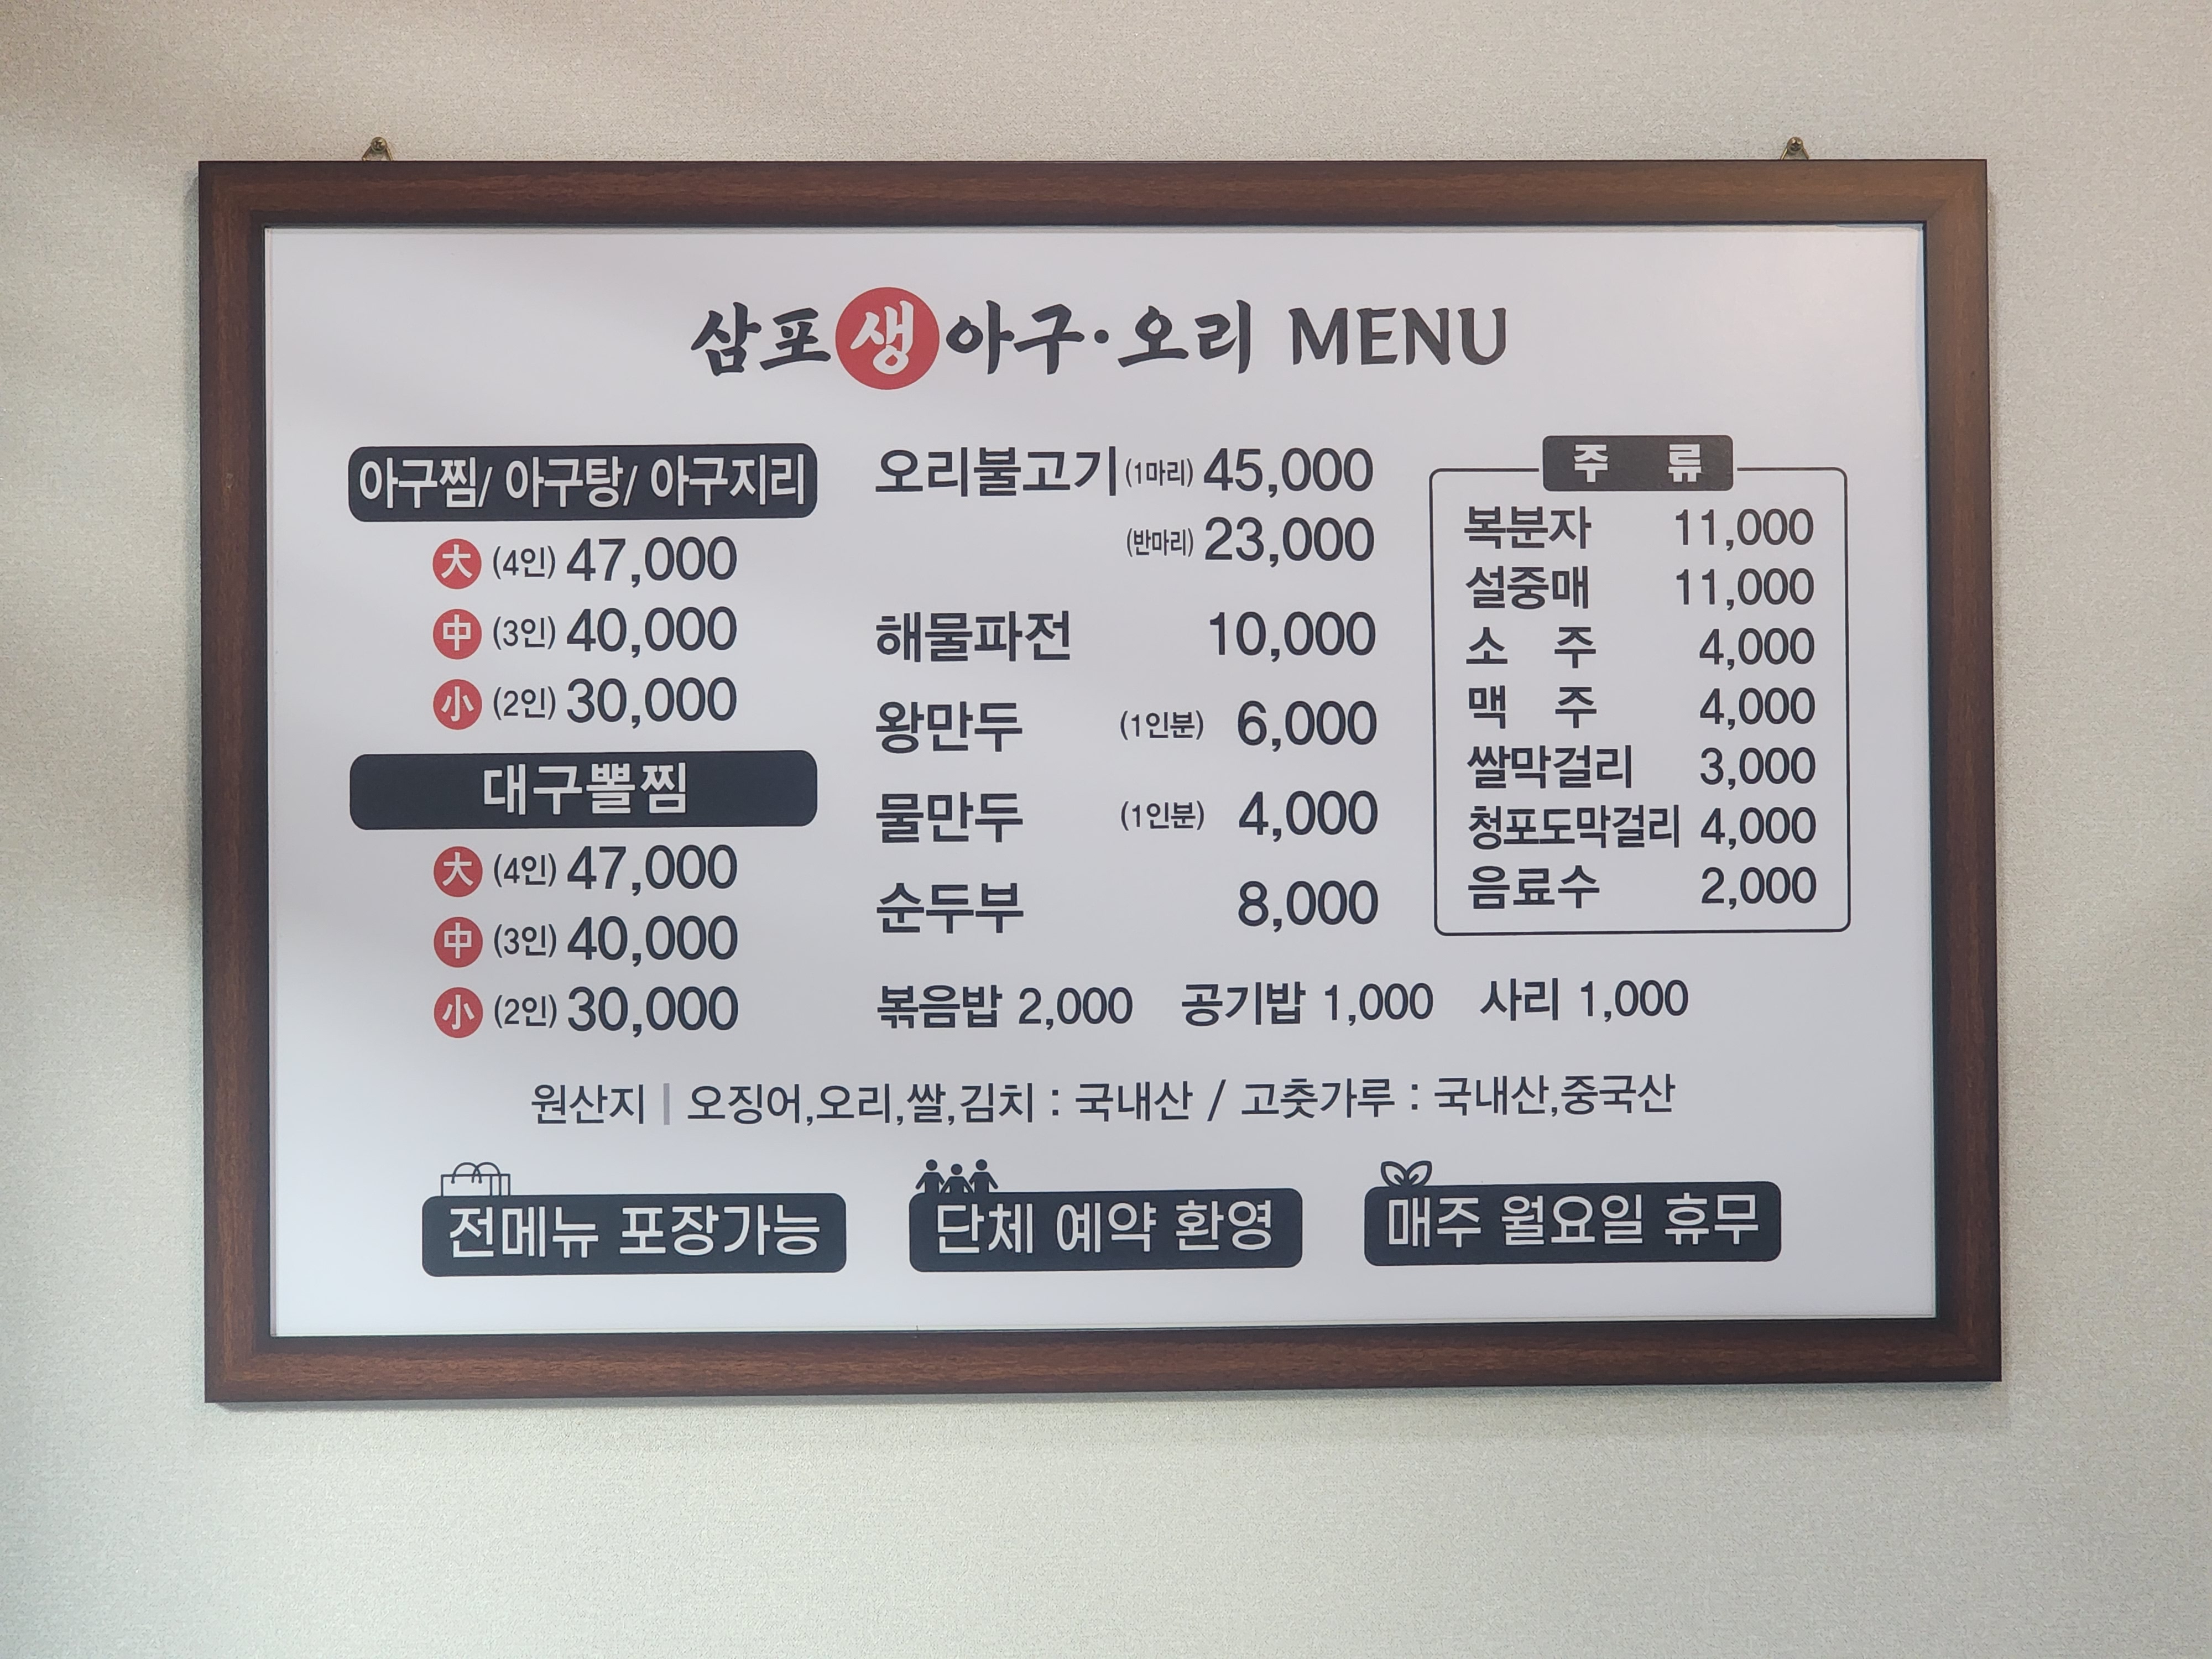 삼포생아구·오리 MENU
아구찜/ 아구탕/ 아구지리
大 (4인) 47,000
中 (3인) 40,000
小 (2인) 30,000
대구뽈찜
大 (4인) 47,000
中 (3인) 40,000
小 (2인) 30,000
오리불고기 (1마리) 45,000
(반마리) 23,000
해물파전 10,000
왕만두 (1인분) 6,000
물만두 (1인분) 4,000
순두부 8,000
주 류
복분자 11,000
설중매 11,000
소 주 4,000
맥 주 4,000
쌀막걸리 3,000
청포도막걸리 4,000
음료수 2,000
볶음밥 2,000 공기밥 1,000 사리 1,000
원산지 | 오징어,오리,쌀,김치 : 국내산 / 고춧가루 : 국내산,중국산
전메뉴 포장가능
단체 예약 환영
매주 월요일 휴무